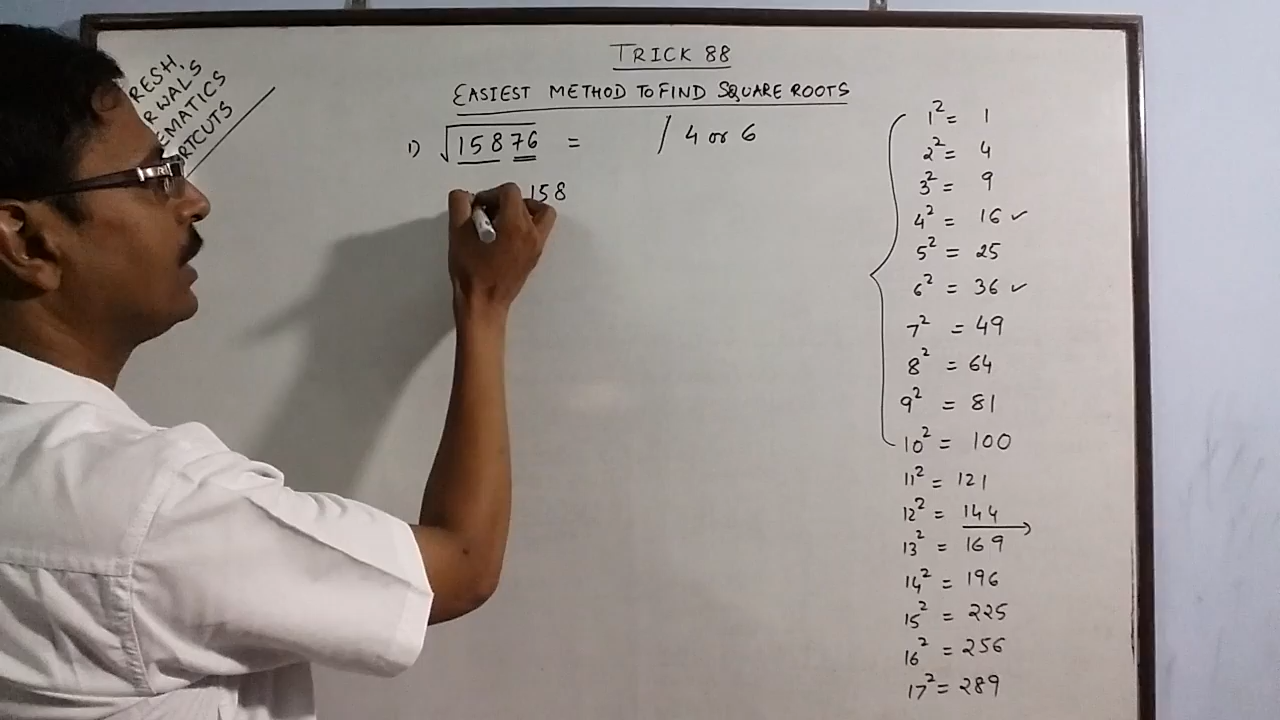 TRICK 88
EASIEST METHOD TO FIND SQUARE ROOTS
1) √15876 = / 4 or 6
158
1² = 1
2² = 4
3² = 9
4² = 16 ✓
5² = 25
6² = 36 ✓
7² = 49
8² = 64
9² = 81
10² = 100
11² = 121
12² = 144
13² = 169
14² = 196
15² = 225
16² = 256
17² = 289